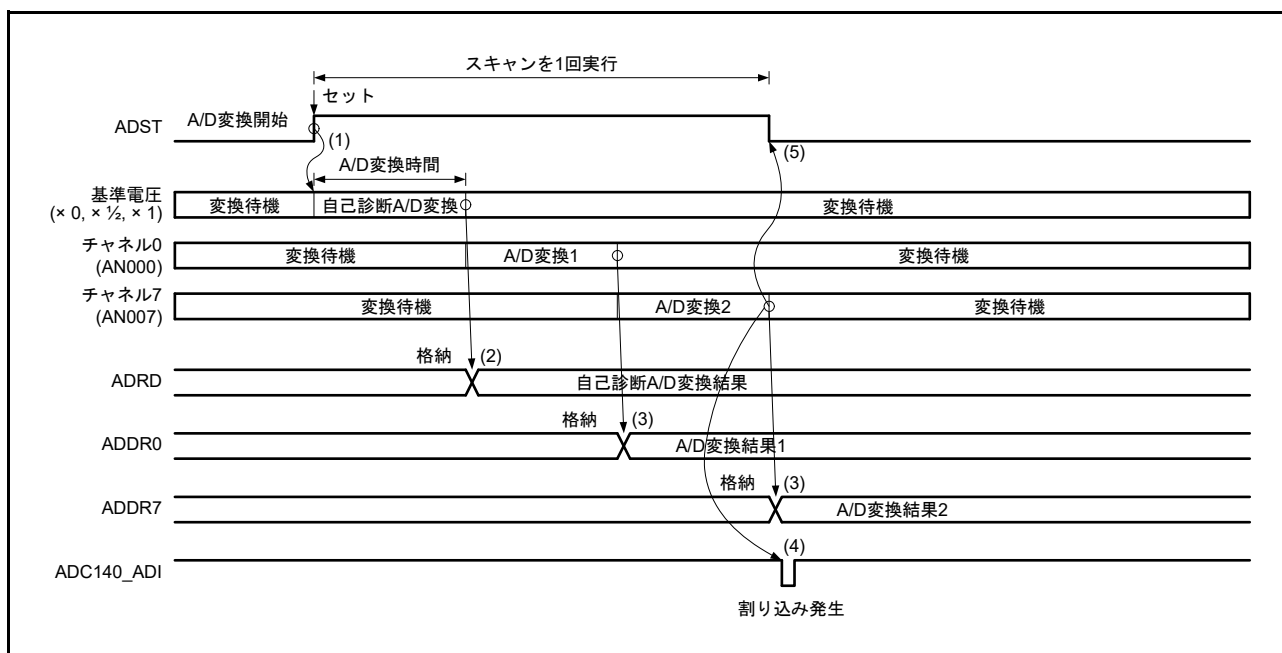 スキャンを1回実行
セット
ADST
A/D変換開始
(1)
(5)
A/D変換時間
基準電圧
(× 0, × ½, × 1)
変換待機
自己診断A/D変換
変換待機
チャネル0
(AN000)
変換待機
A/D変換1
変換待機
チャネル7
(AN007)
変換待機
A/D変換2
変換待機
格納
(2)
ADRD
自己診断A/D変換結果
格納
(3)
ADDR0
A/D変換結果1
格納
(3)
ADDR7
A/D変換結果2
(4)
ADC140_ADI
割り込み発生